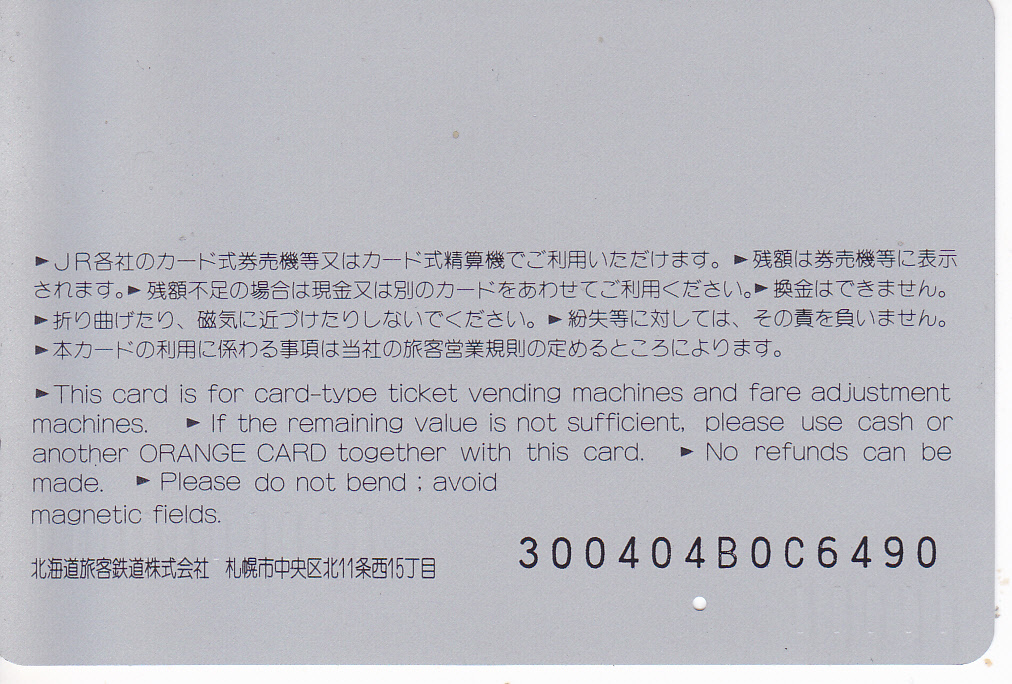 ►JR各社のカード式券売機等又はカード式精算機でご利用いただけます。►残額は券売機等に表示
されます。►残額不足の場合は現金又は別のカードをあわせてご利用ください。►換金はできません。
►折り曲げたり、磁気に近づけたりしないでください。►紛失等に対しては、その責を負いません。
►本カードの利用に係わる事項は当社の旅客営業規則の定めるところによります。
►This card is for card-type ticket vending machines and fare adjustment
machines. ►If the remaining value is not sufficient, please use cash or
another ORANGE CARD together with this card. ►No refunds can be
made. ►Please do not bend ; avoid
magnetic fields.
北海道旅客鉄道株式会社 札幌市中央区北11条西15丁目
300404B0C6490